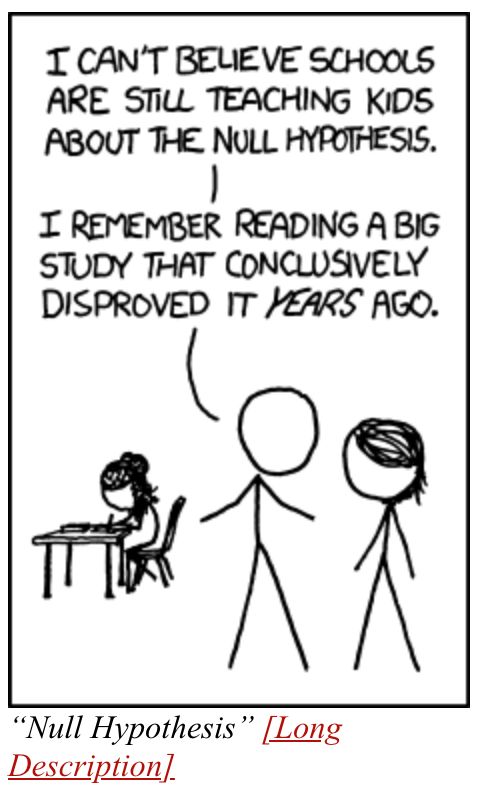 I CAN'T BELIEVE SCHOOLS
ARE STILL TEACHING KIDS
ABOUT THE NULL HYPOTHESIS.
I REMEMBER READING A BIG
STUDY THAT CONCLUSIVELY
DISPROVED IT YEARS AGO.
“Null Hypothesis” [Long
Description]